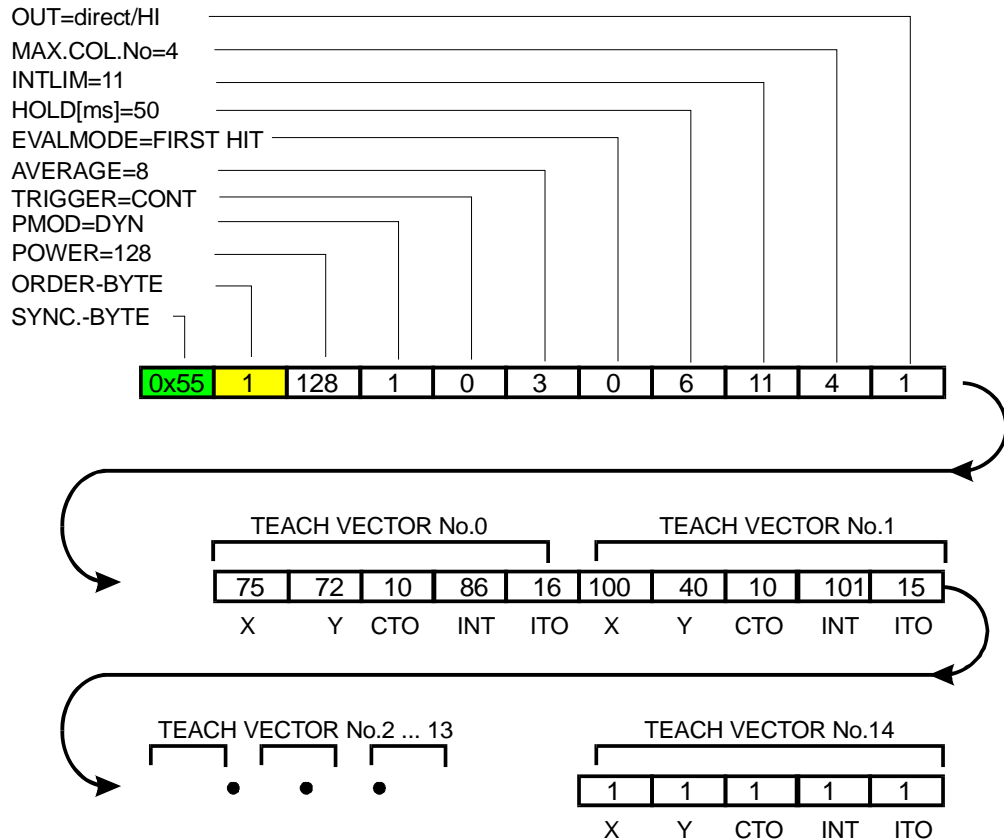 OUT=direct/HI
MAX.COL.No=4
INTLIM=11
HOLD[ms]=50
EVALMODE=FIRST HIT
AVERAGE=8
TRIGGER=CONT
PMOD=DYN
POWER=128
ORDER-BYTE
SYNC.-BYTE
0x55 1 128 1 0 3 0 6 11 4 1
TEACH VECTOR No.0 TEACH VECTOR No.1
75 72 10 86 16 100 40 10 101 15
X Y CTO INT ITO X Y CTO INT ITO
TEACH VECTOR No.2 ... 13 TEACH VECTOR No.14
1 1 1 1 1
X Y CTO INT ITO